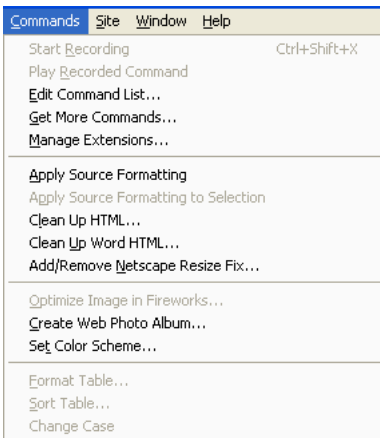 Commands Site Window Help
Start Recording Ctrl+Shift+X
Play Recorded Command
Edit Command List...
Get More Commands...
Manage Extensions...
Apply Source Formatting
Apply Source Formatting to Selection
Clean Up HTML...
Clean Up Word HTML...
Add/Remove Netscape Resize Fix...
Optimize Image in Fireworks...
Create Web Photo Album...
Set Color Scheme...
Format Table...
Sort Table...
Change Case